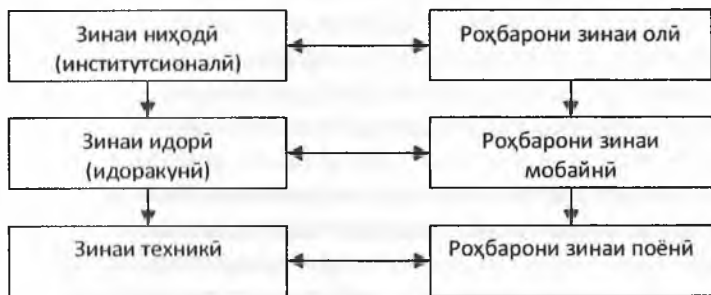 Зинаи ниҳодӣ
(институтсионалӣ)
Роҳбарони зинаи олӣ
Зинаи идорӣ
(идоракунӣ)
Роҳбарони зинаи
мобайнӣ
Зинаи техникӣ
Роҳбарони зинаи поёнӣ